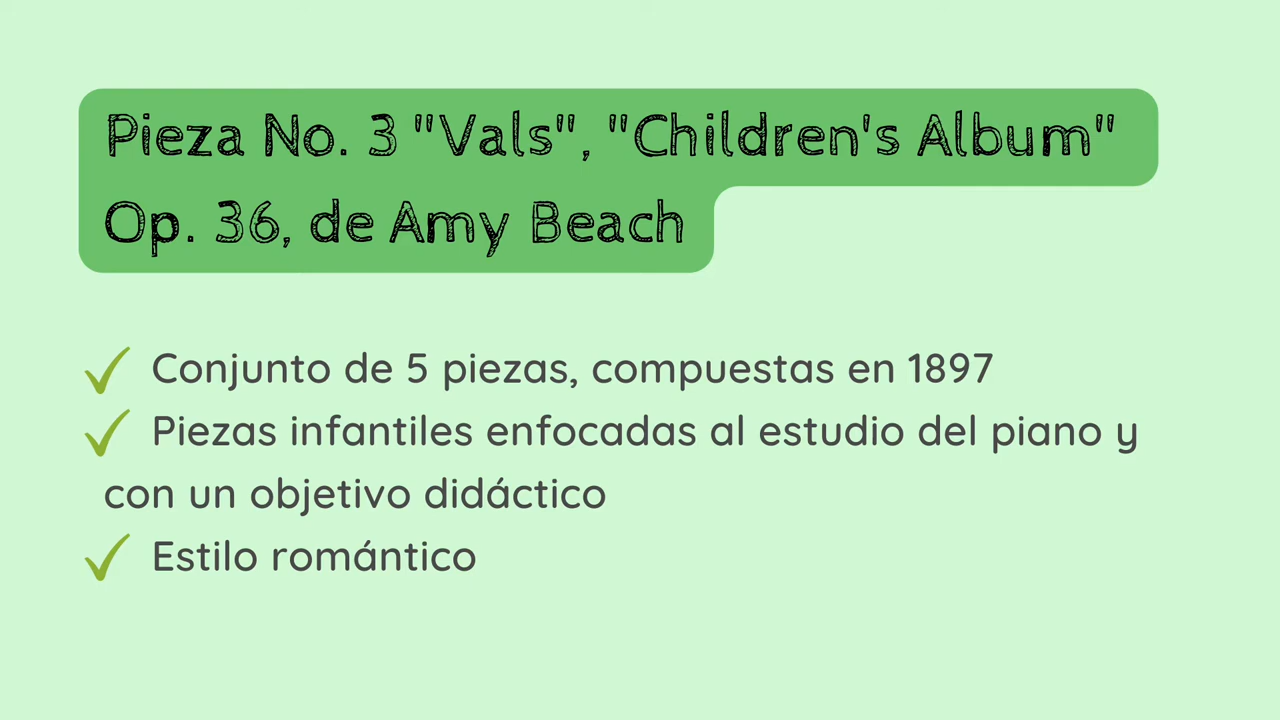 Pieza No. 3 "Vals", "Children's Album"
Op. 36, de Amy Beach
✓ Conjunto de 5 piezas, compuestas en 1897
✓ Piezas infantiles enfocadas al estudio del piano y
con un objetivo didáctico
✓ Estilo romántico